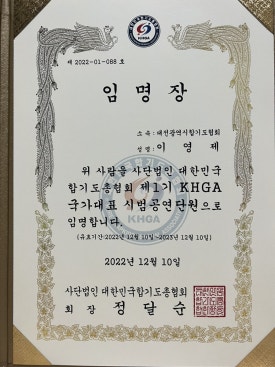 제 2022-01-088 호
임 명 장
소 속 : 대전광역시합기도협회
성 명 : 이 영 제
위 사람을 사단법인 대한민국
합기도총협회 제1기 KHGA
국가대표 시범공연단원으로
임명합니다.
(유효기간:2022년 12월 10일~2023년 12월 10일)
2022년 12월 10일
사단법인 대한민국합기도총협회
회 장 정 달 순
KHGA
KHGA